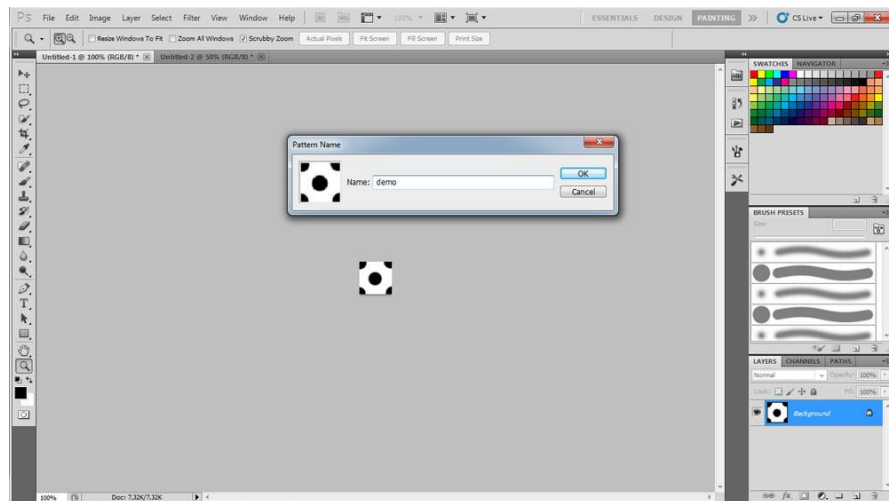 PS File Edit Image Layer Select Filter View Window Help 100% ESSENTIALS DESIGN PAINTING CS Live
Resize Windows To Fit Zoom All Windows Scrubby Zoom Actual Pixels Fit Screen Fill Screen Print Size
Untitled-1 @ 100% (RGB/8) * Untitled-2 @ 50% (RGB/8) *
SWATCHES NAVIGATOR
Pattern Name
Name: demo
OK
Cancel
BRUSH PRESETS
Size:
LAYERS CHANNELS PATHS
Normal Opacity: 100%
Lock: Fill: 100%
Background
100% Doc: 7,32K/7,32K